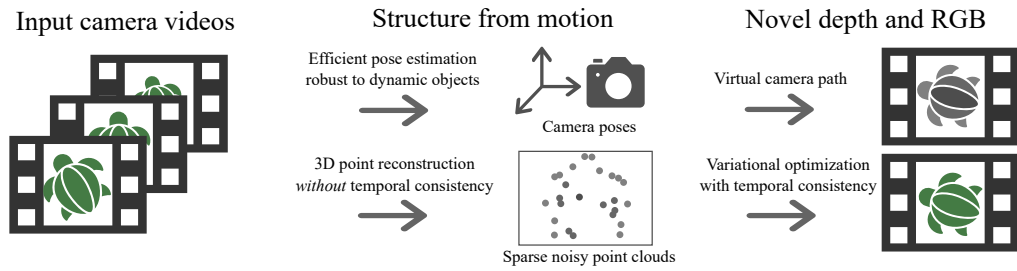 Input camera videos
Structure from motion
Novel depth and RGB
Efficient pose estimation
robust to dynamic objects
Camera poses
Virtual camera path
3D point reconstruction
without temporal consistency
Sparse noisy point clouds
Variational optimization
with temporal consistency